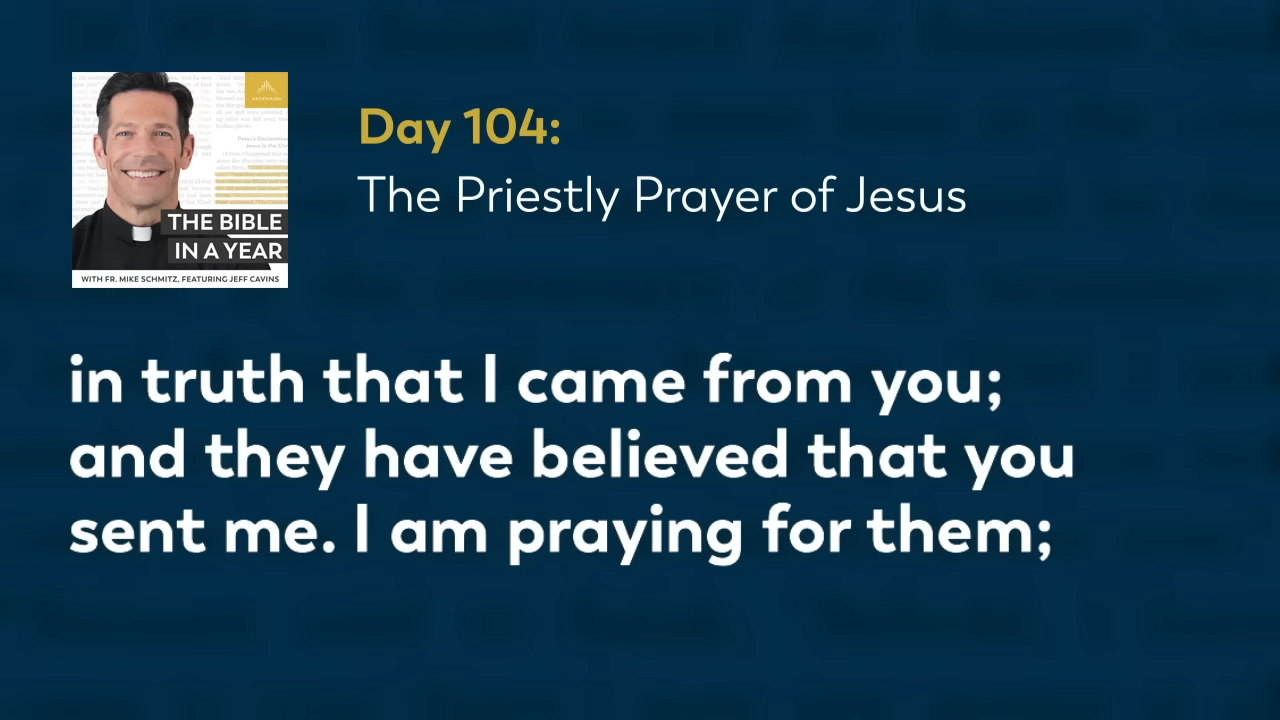 Day 104:
The Priestly Prayer of Jesus
THE BIBLE
IN A YEAR
WITH FR. MIKE SCHMITZ, FEATURING JEFF CAVINS
in truth that I came from you;
and they have believed that you
sent me. I am praying for them;